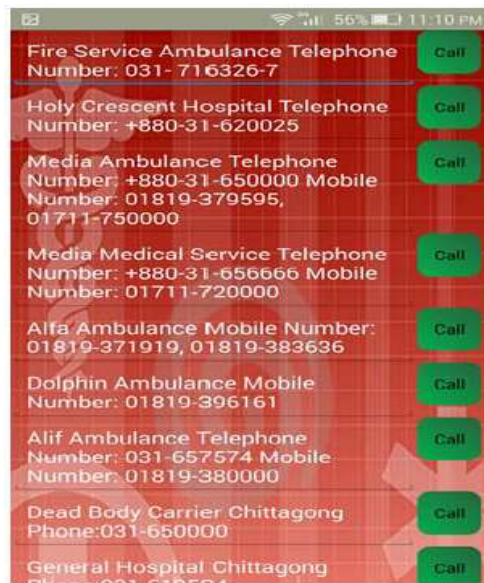 56% 11:10 PM
Fire Service Ambulance Telephone
Number: 031- 716326-7
Call
Holy Crescent Hospital Telephone
Number: +880-31-620025
Call
Media Ambulance Telephone
Number: +880-31-650000 Mobile
Number: 01819-379595,
01711-750000
Call
Media Medical Service Telephone
Number: +880-31-656666 Mobile
Number: 01711-720000
Call
Alfa Ambulance Mobile Number:
01819-371919, 01819-383636
Call
Dolphin Ambulance Mobile
Number: 01819-396161
Call
Alif Ambulance Telephone
Number: 031-657574 Mobile
Number: 01819-380000
Call
Dead Body Carrier Chittagong
Phone:031-650000
Call
General Hospital Chittagong
Call